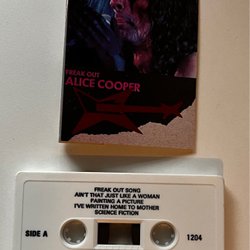 FREAK OUT
ALICE COOPER
FREAK OUT SONG
AIN'T THAT JUST LIKE A WOMAN
PAINTING A PICTURE
I'VE WRITTEN HOME TO MOTHER
SCIENCE FICTION
SIDE A
1204